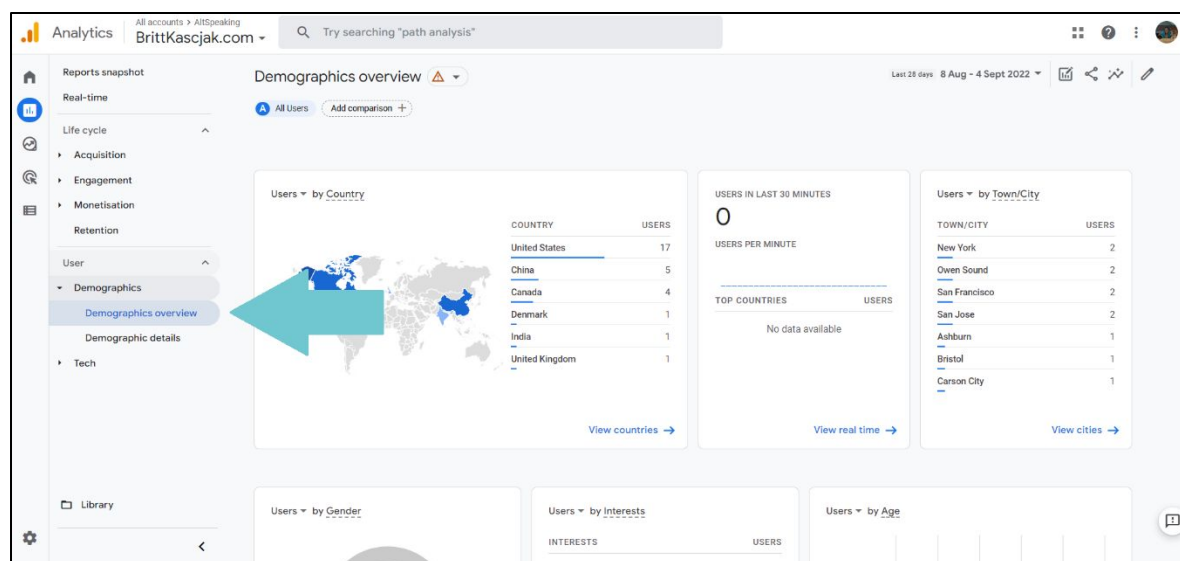 Analytics
All accounts > AltSpeaking
BrittKascjak.com
Try searching "path analysis"
Reports snapshot
Real-time
Life cycle
Acquisition
Engagement
Monetisation
Retention
User
Demographics
Demographics overview
Demographic details
Tech
Library
Demographics overview
Last 28 days 8 Aug - 4 Sept 2022
A All Users Add comparison +
Users by Country
COUNTRY USERS
United States 17
China 5
Canada 4
Denmark 1
India 1
United Kingdom 1
View countries →
USERS IN LAST 30 MINUTES
0
USERS PER MINUTE
TOP COUNTRIES USERS
No data available
View real time →
Users by Town/City
TOWN/CITY USERS
New York 2
Owen Sound 2
San Francisco 2
San Jose 2
Ashburn 1
Bristol 1
Carson City 1
View cities →
Users by Gender
Users by Interests
INTERESTS USERS
Users by Age